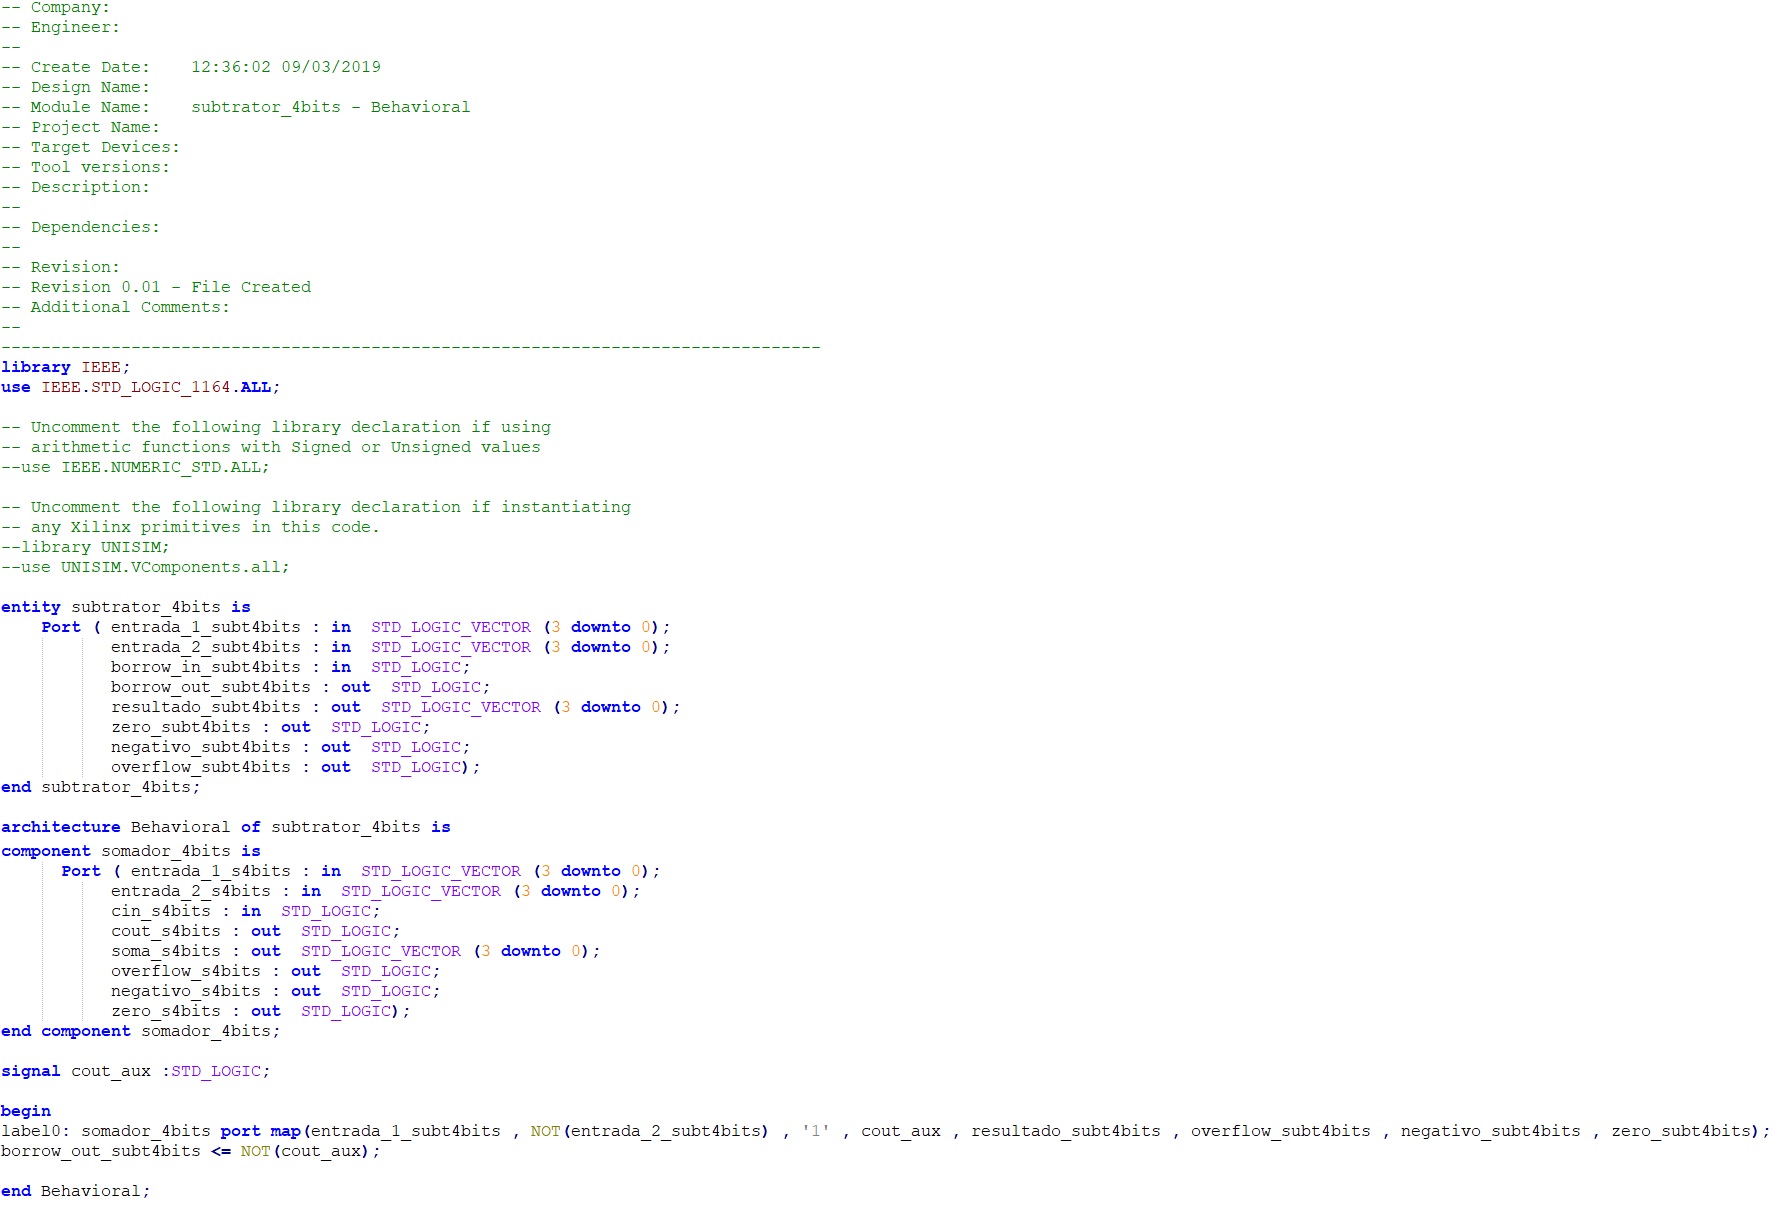 -- Company:
-- Engineer:
--
-- Create Date:    12:36:02 09/03/2019
-- Design Name:
-- Module Name:    subtrator_4bits - Behavioral
-- Project Name:
-- Target Devices:
-- Tool versions:
-- Description:
--
-- Dependencies:
--
-- Revision:
-- Revision 0.01 - File Created
-- Additional Comments:
--
----------------------------------------------------------------------------------
library IEEE;
use IEEE.STD_LOGIC_1164.ALL;

-- Uncomment the following library declaration if using
-- arithmetic functions with Signed or Unsigned values
--use IEEE.NUMERIC_STD.ALL;

-- Uncomment the following library declaration if instantiating
-- any Xilinx primitives in this code.
--library UNISIM;
--use UNISIM.VComponents.all;

entity subtrator_4bits is
    Port ( entrada_1_subt4bits : in  STD_LOGIC_VECTOR (3 downto 0);
           entrada_2_subt4bits : in  STD_LOGIC_VECTOR (3 downto 0);
           borrow_in_subt4bits : in  STD_LOGIC;
           borrow_out_subt4bits : out  STD_LOGIC;
           resultado_subt4bits : out  STD_LOGIC_VECTOR (3 downto 0);
           zero_subt4bits : out  STD_LOGIC;
           negativo_subt4bits : out  STD_LOGIC;
           overflow_subt4bits : out  STD_LOGIC);
end subtrator_4bits;

architecture Behavioral of subtrator_4bits is
component somador_4bits is
      Port ( entrada_1_s4bits : in  STD_LOGIC_VECTOR (3 downto 0);
           entrada_2_s4bits : in  STD_LOGIC_VECTOR (3 downto 0);
           cin_s4bits : in  STD_LOGIC;
           cout_s4bits : out  STD_LOGIC;
           soma_s4bits : out  STD_LOGIC_VECTOR (3 downto 0);
           overflow_s4bits : out  STD_LOGIC;
           negativo_s4bits : out  STD_LOGIC;
           zero_s4bits : out  STD_LOGIC);
end component somador_4bits;

signal cout_aux :STD_LOGIC;

begin
label0: somador_4bits port map(entrada_1_subt4bits , NOT(entrada_2_subt4bits) , '1' , cout_aux , resultado_subt4bits , overflow_subt4bits , negativo_subt4bits , zero_subt4bits);
borrow_out_subt4bits <= NOT(cout_aux);

end Behavioral;